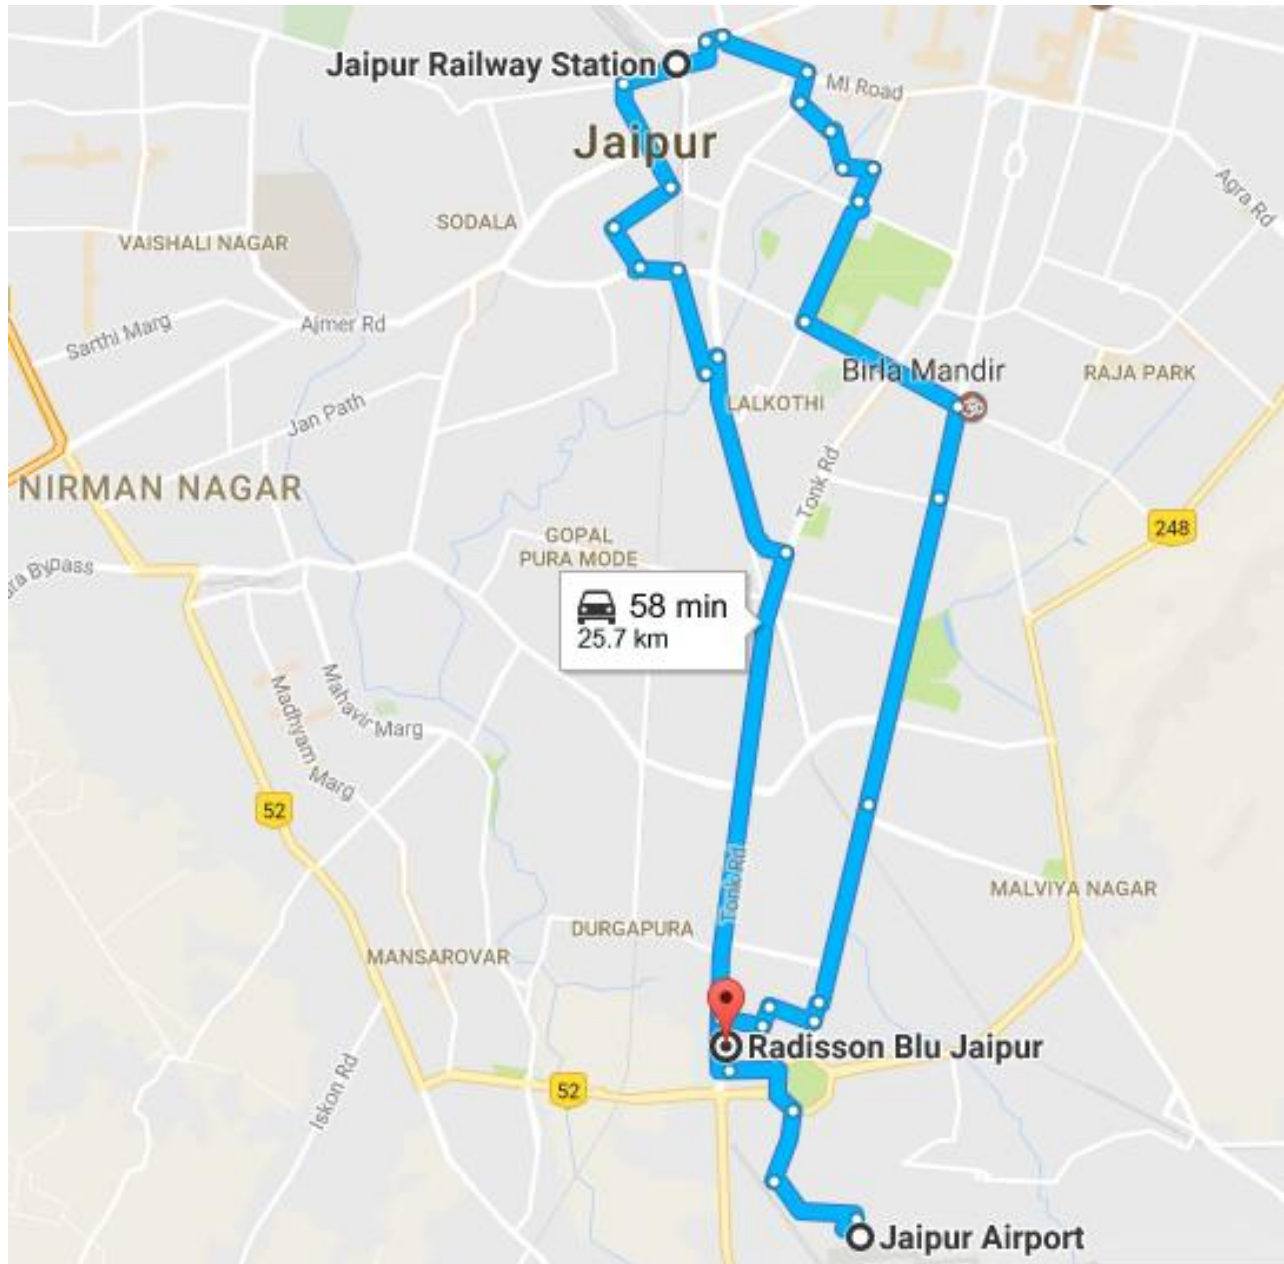 Jaipur Railway Station
MI Road
Jaipur
Agra Rd
SODALA
VAISHALI NAGAR
Sarthi Marg
Ajmer Rd
Birla Mandir
RAJA PARK
Jan Path
LALKOTHI
Tonk Rd
NIRMAN NAGAR
248
GOPAL
PURA MODE
ra Bypass
58 min
25.7 km
Mahavir Marg
Madhyam Marg
52
Tonk Rd
MALVIYA NAGAR
DURGAPURA
MANSAROVAR
Radisson Blu Jaipur
52
Iskon Rd
Jaipur Airport